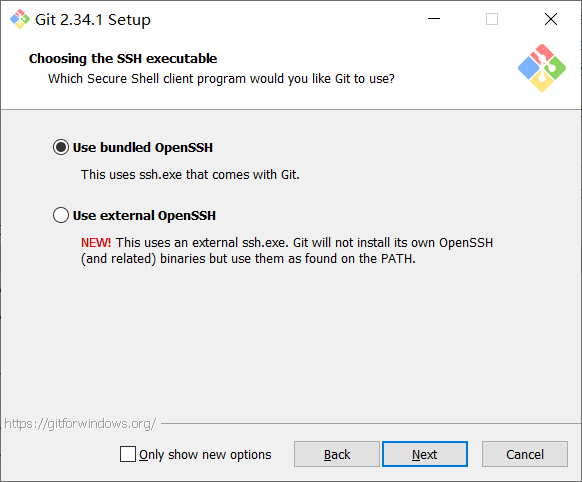 Git 2.34.1 Setup
Choosing the SSH executable
Which Secure Shell client program would you like Git to use?
Use bundled OpenSSH
This uses ssh.exe that comes with Git.
Use external OpenSSH
NEW! This uses an external ssh.exe. Git will not install its own OpenSSH
(and related) binaries but use them as found on the PATH.
https://gitforwindows.org/
Only show new options
Back
Next
Cancel